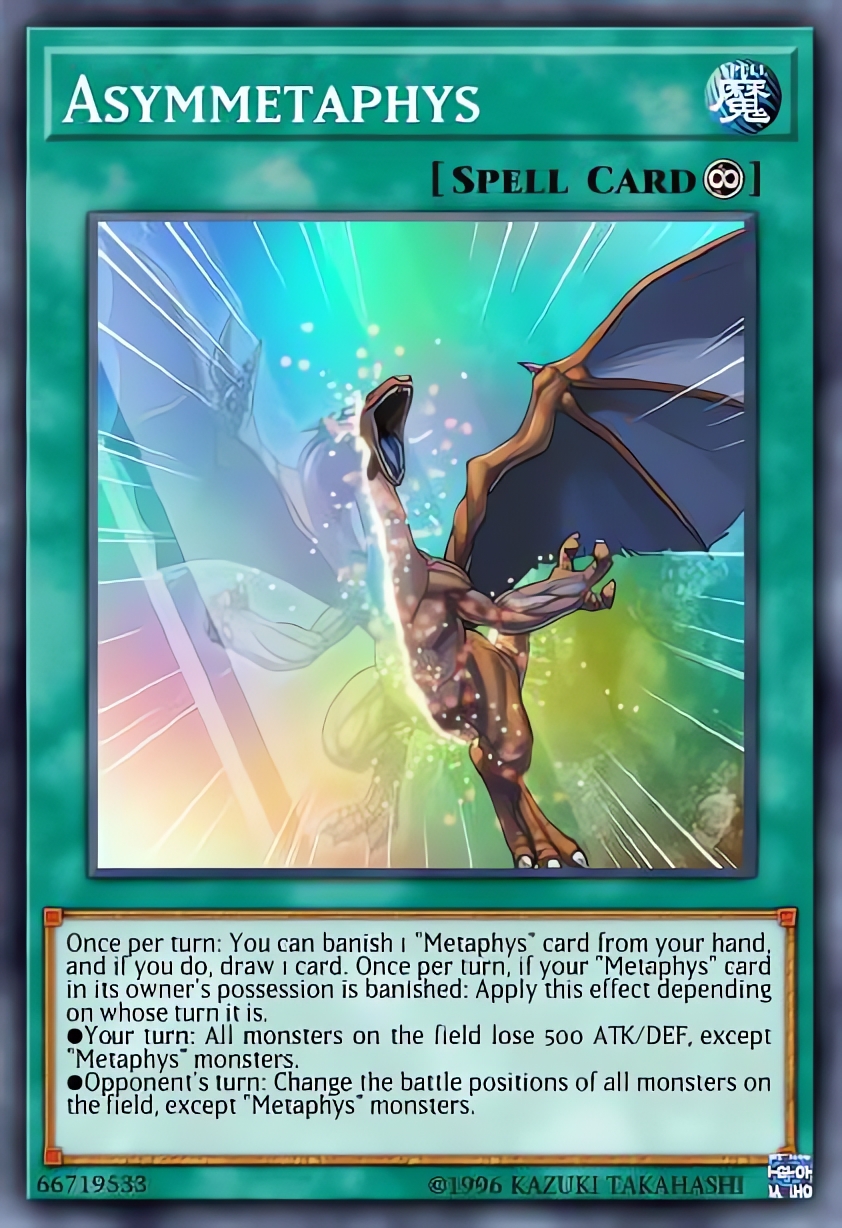 Asymmetaphys
魔
[Spell Card]
Once per turn: You can banish 1 "Metaphys" card from your hand,
and if you do, draw 1 card. Once per turn, if your "Metaphys" card
in its owner's possession is banished: Apply this effect depending
on whose turn it is.
●Your turn: All monsters on the field lose 500 ATK/DEF, except
"Metaphys" monsters.
●Opponent's turn: Change the battle positions of all monsters on
the field, except "Metaphys" monsters.
66719533
©1996 KAZUKI TAKAHASHI